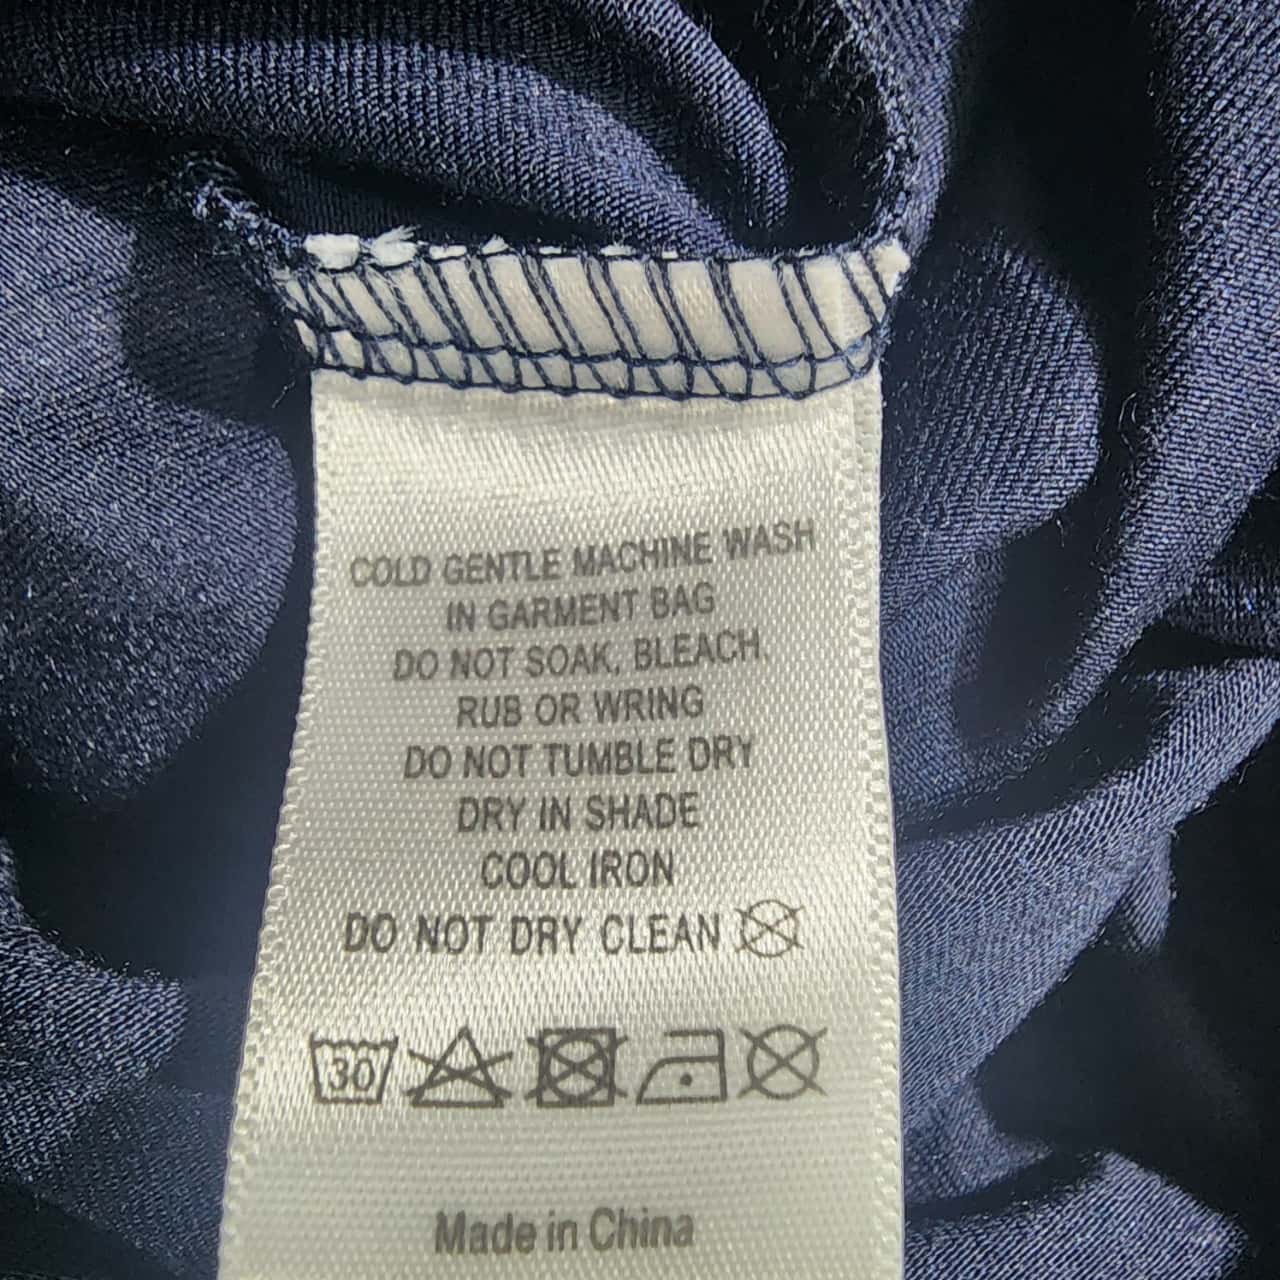 COLD GENTLE MACHINE WASH
IN GARMENT BAG
DO NOT SOAK, BLEACH,
RUB OR WRING
DO NOT TUMBLE DRY
DRY IN SHADE
COOL IRON
DO NOT DRY CLEAN
30
Made in China